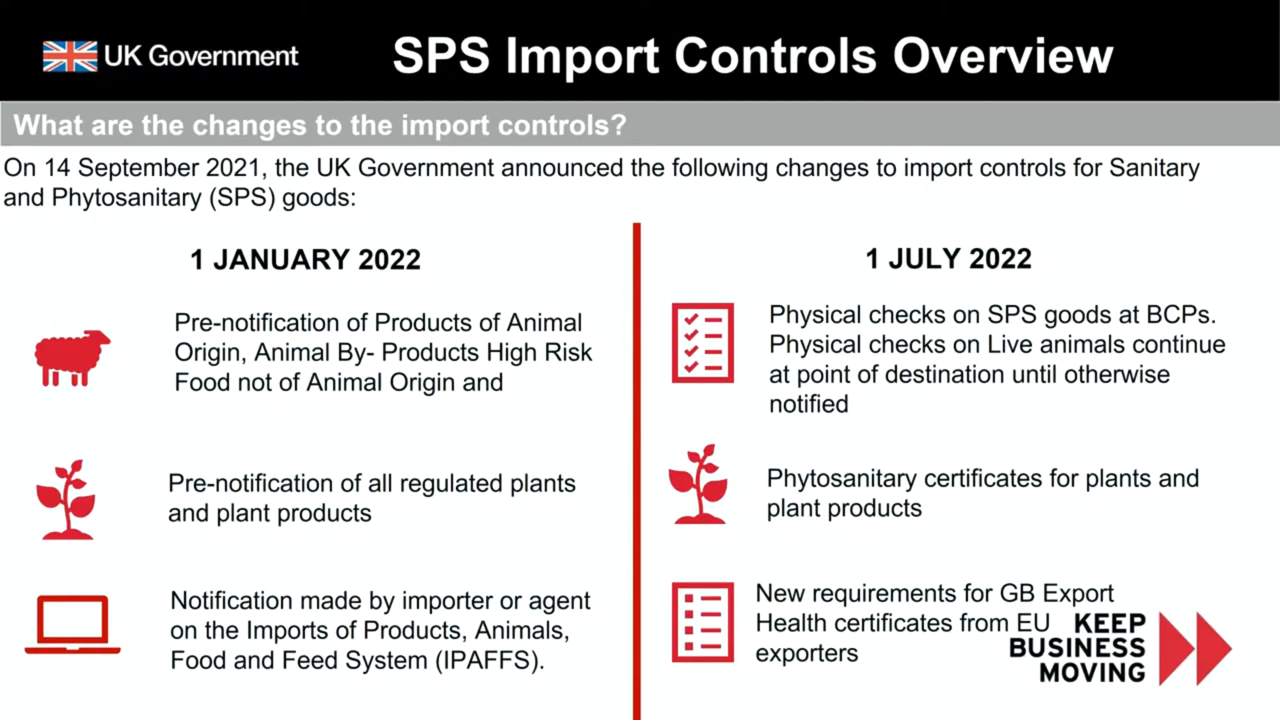 UK Government
SPS Import Controls Overview
What are the changes to the import controls?
On 14 September 2021, the UK Government announced the following changes to import controls for Sanitary
and Phytosanitary (SPS) goods:
1 JANUARY 2022
Pre-notification of Products of Animal
Origin, Animal By- Products High Risk
Food not of Animal Origin and
Pre-notification of all regulated plants
and plant products
Notification made by importer or agent
on the Imports of Products, Animals,
Food and Feed System (IPAFFS).
1 JULY 2022
Physical checks on SPS goods at BCPs.
Physical checks on Live animals continue
at point of destination until otherwise
notified
Phytosanitary certificates for plants and
plant products
New requirements for GB Export
Health certificates from EU
exporters
KEEP
BUSINESS
MOVING